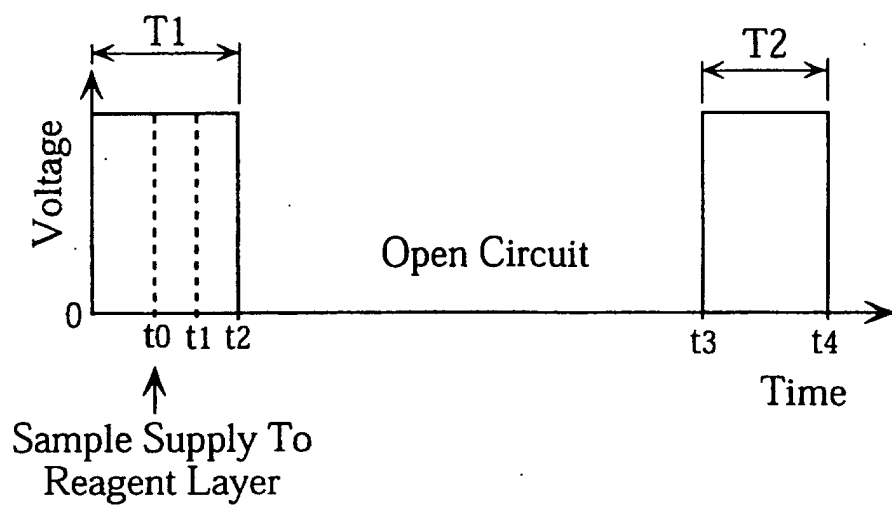 T1
T2
Voltage
Open Circuit
0
t0 t1 t2
t3 t4
Time
Sample Supply To
Reagent Layer